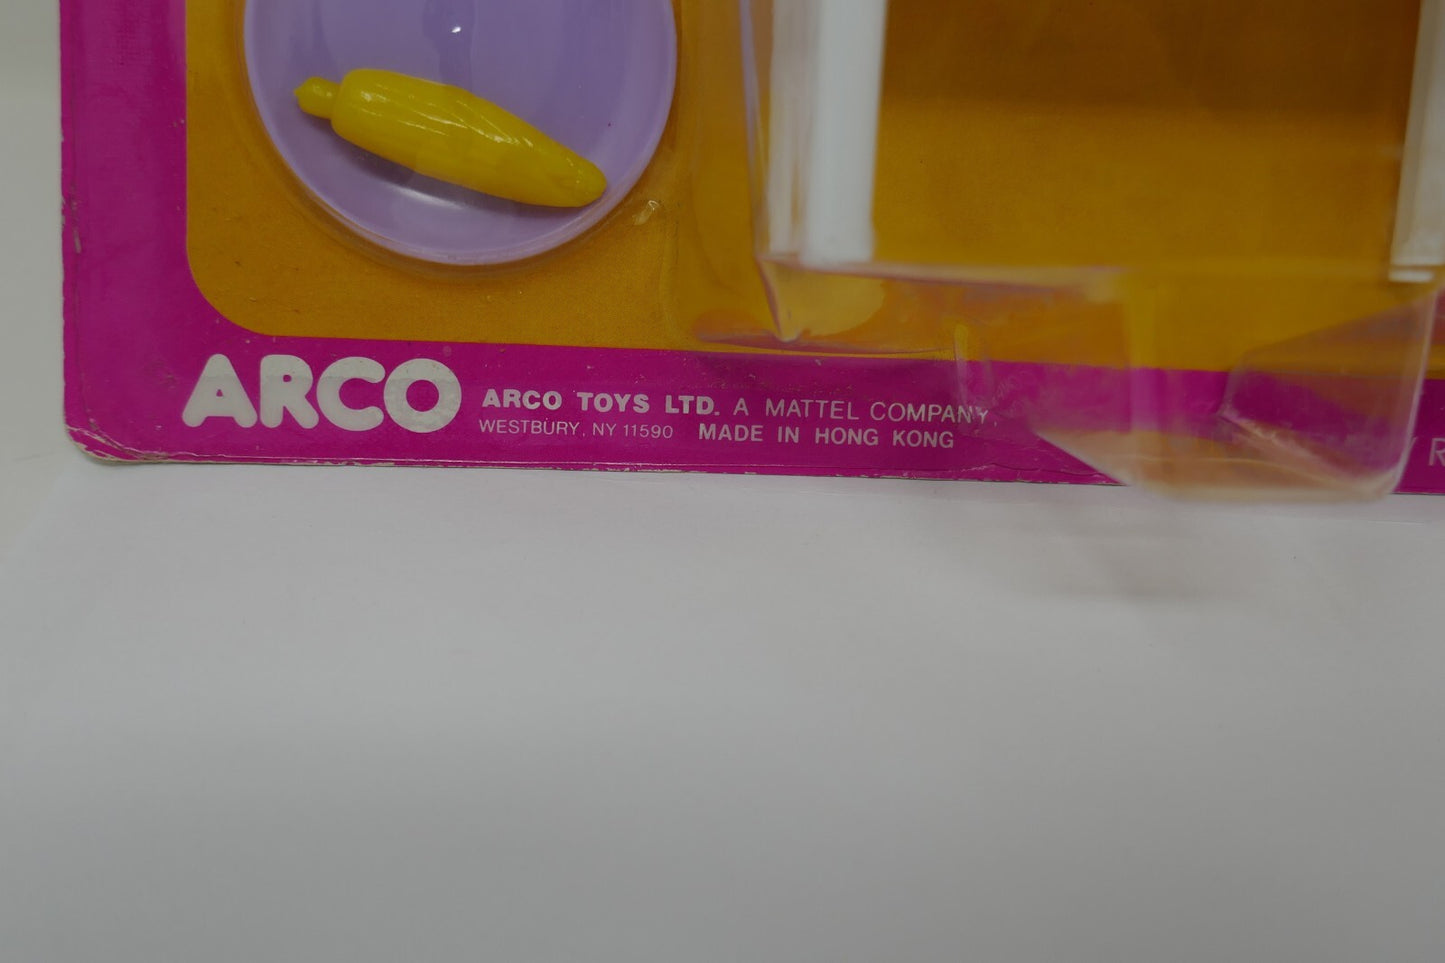 ARCO
ARCO TOYS LTD. A MATTEL COMPANY,
WESTBURY, NY 11590 MADE IN HONG KONG